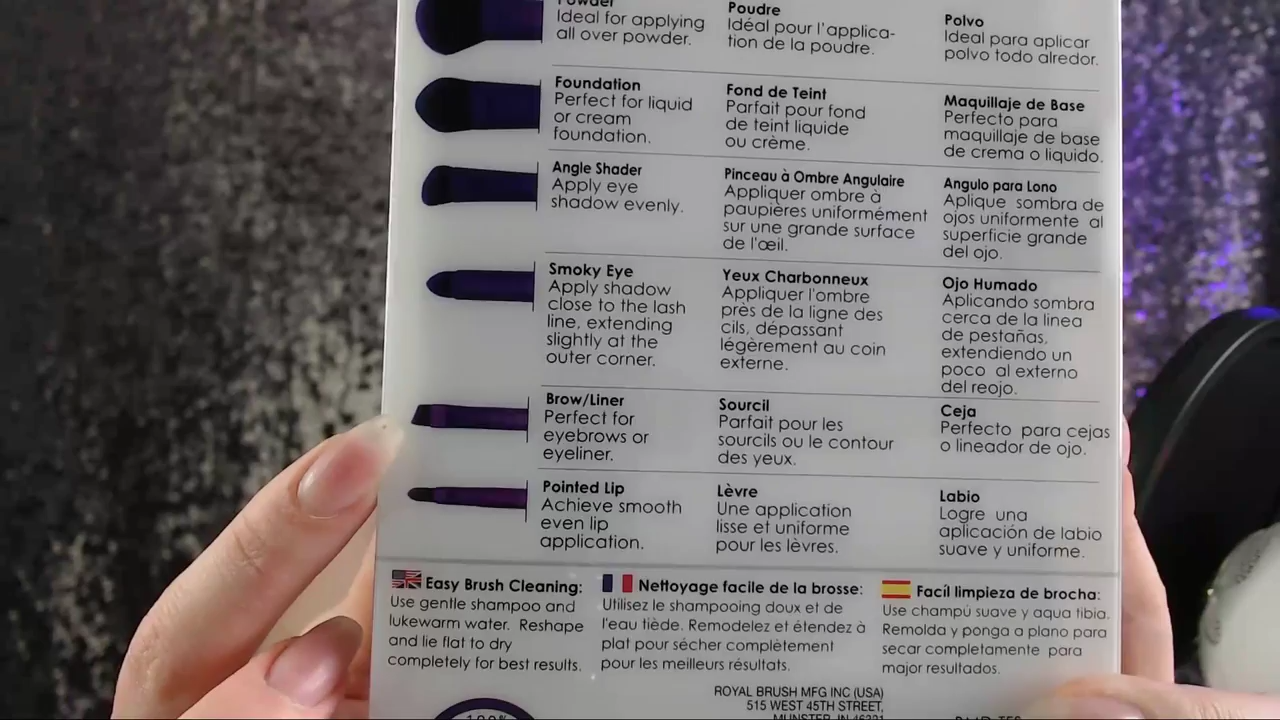 Powder
Ideal for applying
all over powder.
Poudre
Idéal pour l'applica-
tion de la poudre.
Polvo
Ideal para aplicar
polvo todo alredor.
Foundation
Perfect for liquid
or cream
foundation.
Fond de Teint
Parfait pour fond
de teint liquide
ou crème.
Maquillaje de Base
Perfecto para
maquillaje de base
de crema o liquido.
Angle Shader
Apply eye
shadow evenly.
Pinceau à Ombre Angulaire
Appliquer ombre à
paupières uniformément
sur une grande surface
de l'œil.
Angulo para Lono
Aplique sombra de
ojos uniformente al
superficie grande
del ojo.
Smoky Eye
Apply shadow
close to the lash
line, extending
slightly at the
outer corner.
Yeux Charbonneux
Appliquer l'ombre
près de la ligne des
cils, dépassant
légèrement au coin
externe.
Ojo Humado
Aplicando sombra
cerca de la linea
de pestañas,
extendiendo un
poco al externo
del reojo.
Brow/Liner
Perfect for
eyebrows or
eyeliner.
Sourcil
Parfait pour les
sourcils ou le contour
des yeux.
Ceja
Perfecto para cejas
o lineador de ojo.
Pointed Lip
Achieve smooth
even lip
application.
Lèvre
Une application
lisse et uniforme
pour les lèvres.
Labio
Logre una
aplicación de labio
suave y uniforme.
Easy Brush Cleaning:
Use gentle shampoo and
lukewarm water. Reshape
and lie flat to dry
completely for best results.
Nettoyage facile de la brosse:
Utilisez le shampooing doux et de
l'eau tiède. Remodelez et étendez à
plat pour sécher complètement
pour les meilleurs résultats.
Facíl limpieza de brocha:
Use champú suave y aqua tibia.
Remolda y ponga a plano para
secar completamente para
major resultados.
100%
ROYAL BRUSH MFG INC (USA)
515 WEST 45TH STREET,
MUNSTER, IN 46321